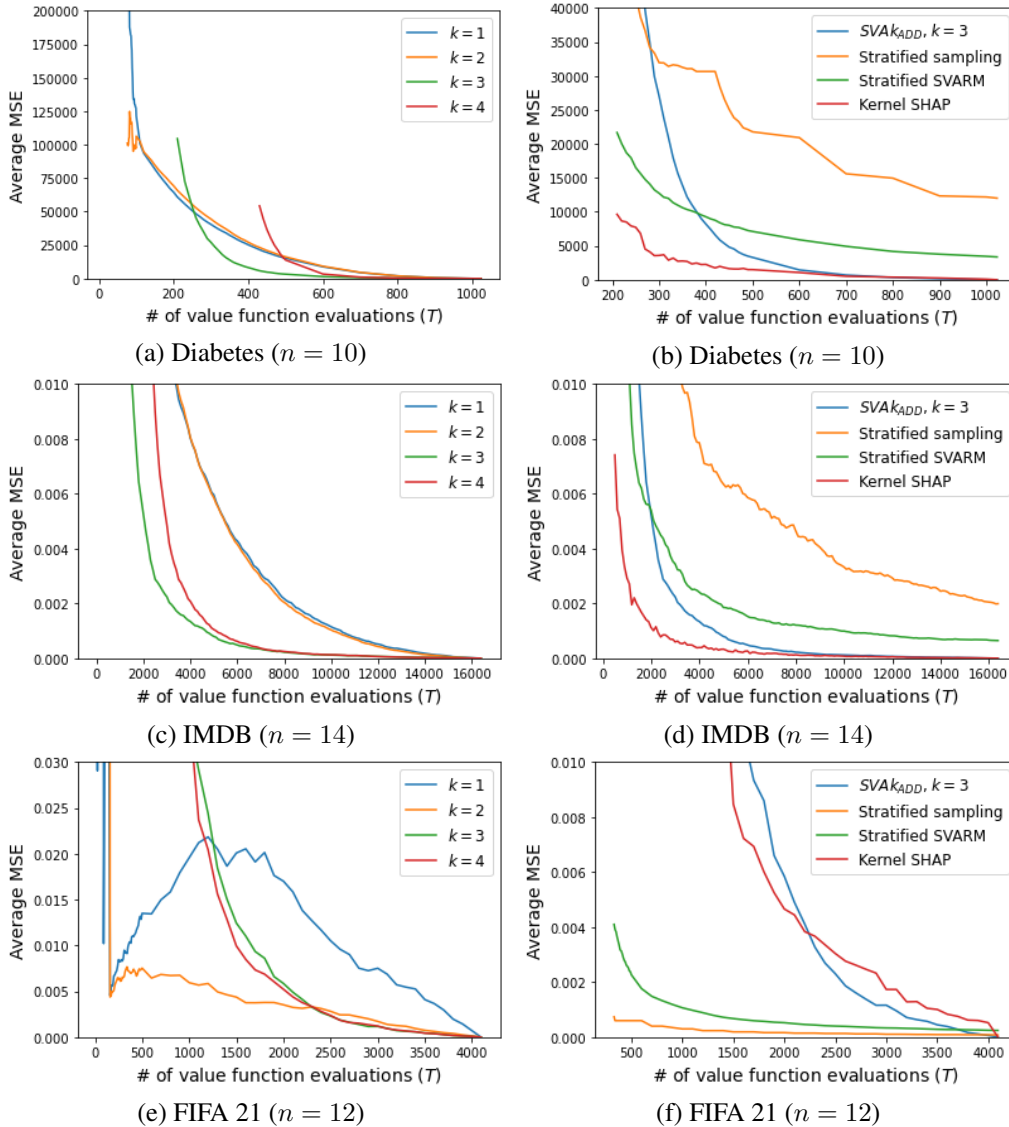 200000
175000
150000
125000
100000
75000
50000
25000
0
Average MSE
0 200 400 600 800 1000
# of value function evaluations (T)
k = 1
k = 2
k = 3
k = 4
(a) Diabetes (n = 10)
40000
35000
30000
25000
20000
15000
10000
5000
0
Average MSE
200 300 400 500 600 700 800 900 1000
# of value function evaluations (T)
SVAk_ADD, k = 3
Stratified sampling
Stratified SVARM
Kernel SHAP
(b) Diabetes (n = 10)
0.010
0.008
0.006
0.004
0.002
0.000
Average MSE
0 2000 4000 6000 8000 10000 12000 14000 16000
# of value function evaluations (T)
k = 1
k = 2
k = 3
k = 4
(c) IMDB (n = 14)
0.010
0.008
0.006
0.004
0.002
0.000
Average MSE
0 2000 4000 6000 8000 10000 12000 14000 16000
# of value function evaluations (T)
SVAk_ADD, k = 3
Stratified sampling
Stratified SVARM
Kernel SHAP
(d) IMDB (n = 14)
0.030
0.025
0.020
0.015
0.010
0.005
0.000
Average MSE
0 500 1000 1500 2000 2500 3000 3500 4000
# of value function evaluations (T)
k = 1
k = 2
k = 3
k = 4
(e) FIFA 21 (n = 12)
0.010
0.008
0.006
0.004
0.002
0.000
Average MSE
500 1000 1500 2000 2500 3000 3500 4000
# of value function evaluations (T)
SVAk_ADD, k = 3
Stratified sampling
Stratified SVARM
Kernel SHAP
(f) FIFA 21 (n = 12)